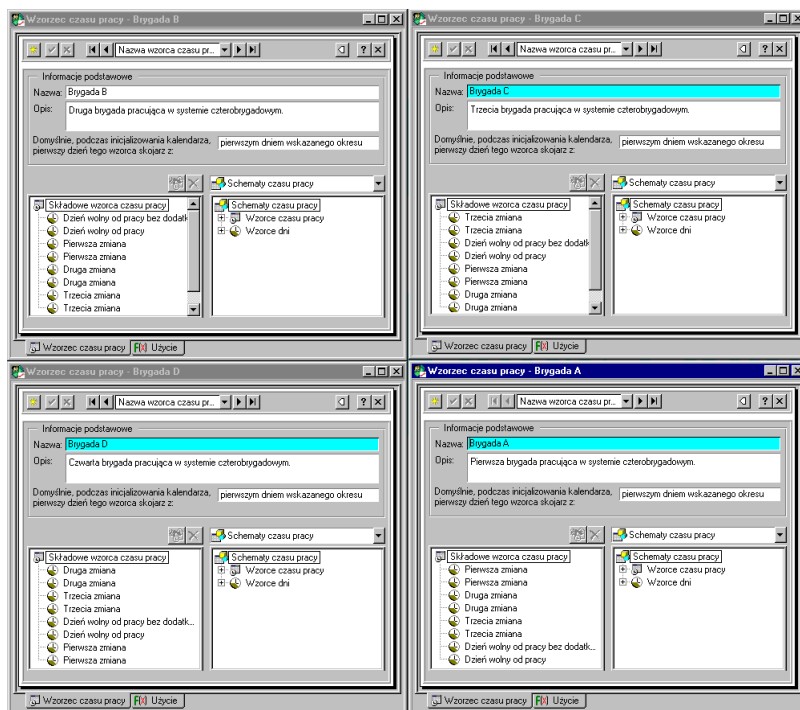 Wzorzec czasu pracy - Brygada B
Nazwa wzorca czasu pr...
Informacje podstawowe
Nazwa: Brygada B
Opis: Druga brygada pracująca w systemie czterobrygadowym.
Domyślnie, podczas inicjalizowania kalendarza,
pierwszy dzień tego wzorca skojarz z: pierwszym dniem wskazanego okresu
Schematy czasu pracy
Składowe wzorca czasu pracy
Dzień wolny od pracy bez dodatk
Dzień wolny od pracy
Pierwsza zmiana
Pierwsza zmiana
Druga zmiana
Druga zmiana
Trzecia zmiana
Trzecia zmiana
Schematy czasu pracy
Wzorce czasu pracy
Wzorce dni
Wzorzec czasu pracy
F(x) Użycie
Wzorzec czasu pracy - Brygada C
Nazwa wzorca czasu pr...
Informacje podstawowe
Nazwa: Brygada C
Opis: Trzecia brygada pracująca w systemie czterobrygadowym.
Domyślnie, podczas inicjalizowania kalendarza,
pierwszy dzień tego wzorca skojarz z: pierwszym dniem wskazanego okresu
Schematy czasu pracy
Składowe wzorca czasu pracy
Trzecia zmiana
Trzecia zmiana
Dzień wolny od pracy bez dodatk
Dzień wolny od pracy
Pierwsza zmiana
Pierwsza zmiana
Druga zmiana
Druga zmiana
Schematy czasu pracy
Wzorce czasu pracy
Wzorce dni
Wzorzec czasu pracy
F(x) Użycie
Wzorzec czasu pracy - Brygada D
Nazwa wzorca czasu pr...
Informacje podstawowe
Nazwa: Brygada D
Opis: Czwarta brygada pracująca w systemie czterobrygadowym.
Domyślnie, podczas inicjalizowania kalendarza,
pierwszy dzień tego wzorca skojarz z: pierwszym dniem wskazanego okresu
Schematy czasu pracy
Składowe wzorca czasu pracy
Druga zmiana
Druga zmiana
Trzecia zmiana
Trzecia zmiana
Dzień wolny od pracy bez dodatk...
Dzień wolny od pracy
Pierwsza zmiana
Pierwsza zmiana
Schematy czasu pracy
Wzorce czasu pracy
Wzorce dni
Wzorzec czasu pracy
F(x) Użycie
Wzorzec czasu pracy - Brygada A
Nazwa wzorca czasu pr...
Informacje podstawowe
Nazwa: Brygada A
Opis: Pierwsza brygada pracująca w systemie czterobrygadowym.
Domyślnie, podczas inicjalizowania kalendarza,
pierwszy dzień tego wzorca skojarz z: pierwszym dniem wskazanego okresu
Schematy czasu pracy
Składowe wzorca czasu pracy
Pierwsza zmiana
Pierwsza zmiana
Druga zmiana
Druga zmiana
Trzecia zmiana
Trzecia zmiana
Dzień wolny od pracy bez dodatk...
Dzień wolny od pracy
Schematy czasu pracy
Wzorce czasu pracy
Wzorce dni
Wzorzec czasu pracy
F(x) Użycie